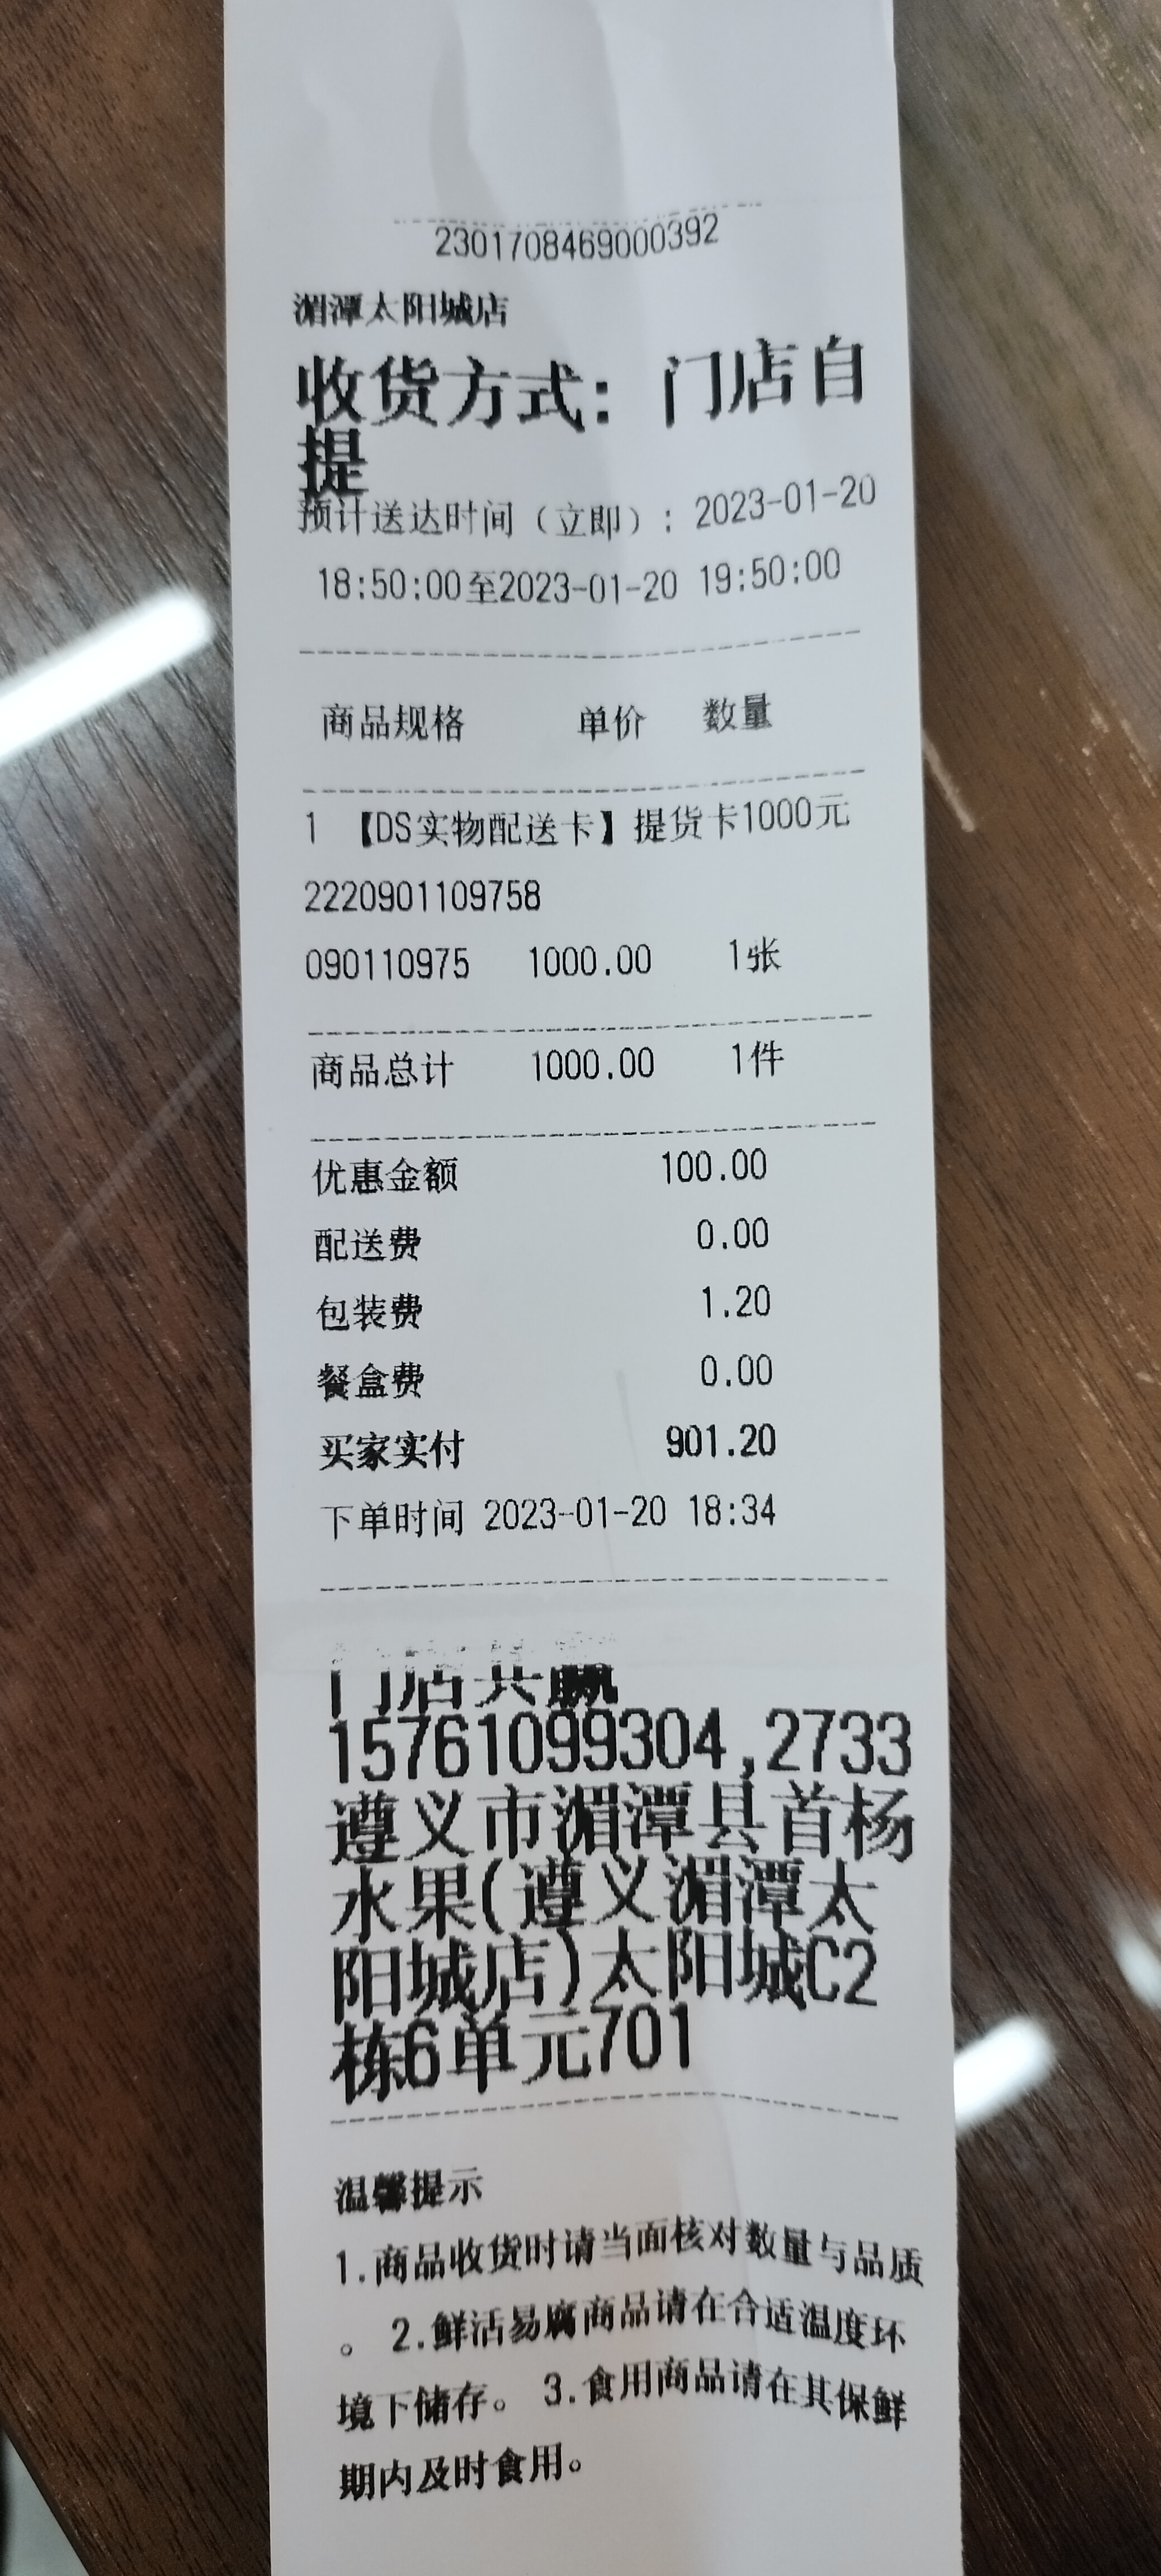 2301708469000392
湄潭太阳城店
收货方式：门店自
提
预计送达时间（立即）：2023-01-20
18:50:00至2023-01-20 19:50:00
商品规格 单价 数量
1 【DS实物配送卡】提货卡1000元
2220901109758
090110975 1000.00 1张
商品总计 1000.00 1件
优惠金额 100.00
配送费 0.00
包装费 1.20
餐盒费 0.00
买家实付 901.20
下单时间 2023-01-20 18:34
门店共赢
15761099304,2733
遵义市湄潭县首杨
水果(遵义湄潭太
阳城店)太阳城C2
栋6单元701
温馨提示
1.商品收货时请当面核对数量与品质
。 2.鲜活易腐商品请在合适温度环
境下储存。 3.食用商品请在其保鲜
期内及时食用。